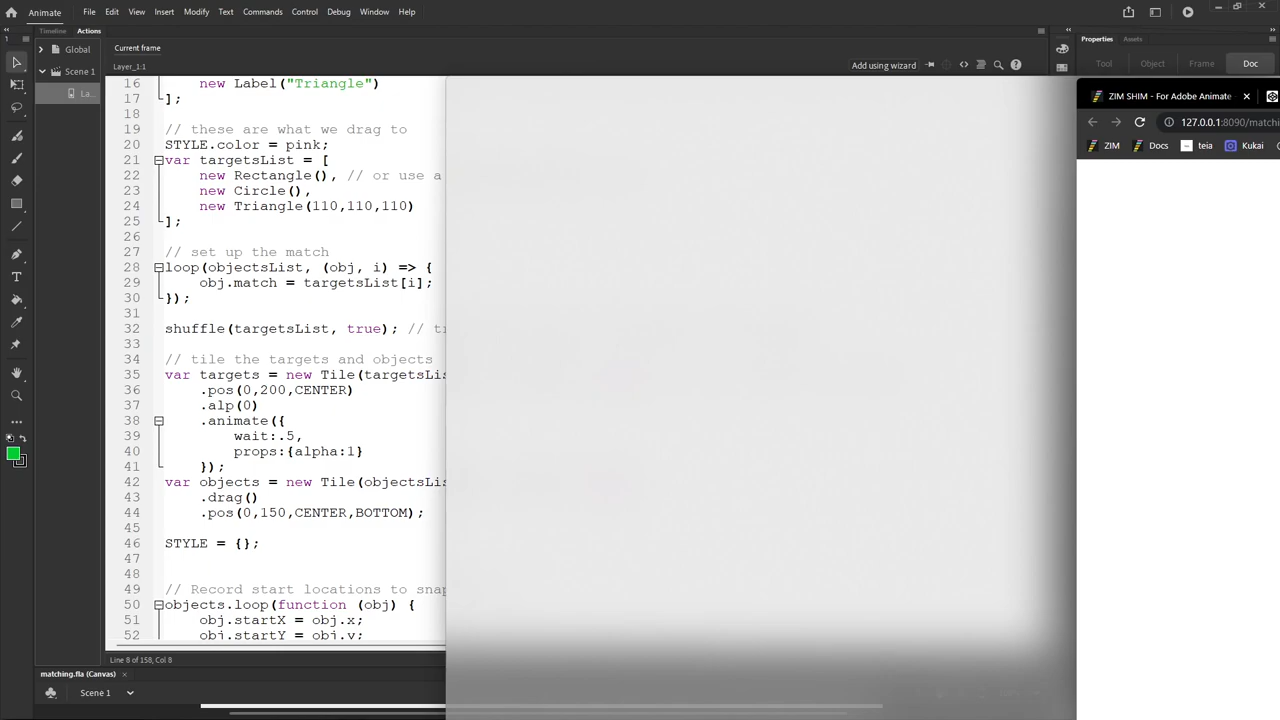 Animate File Edit View Insert Modify Text Commands Control Debug Window Help
Timeline Actions
Global
Scene 1
La...
Current frame
Layer_1:1
Add using wizard
Properties Assets
Tool Object Frame Doc
16 new Label("Triangle")
17 ];
18
19 // these are what we drag to
20 STYLE.color = pink;
21 var targetsList = [
22 new Rectangle(), // or use a
23 new Circle(),
24 new Triangle(110,110,110)
25 ];
26
27 // set up the match
28 loop(objectsList, (obj, i) => {
29 obj.match = targetsList[i];
30 });
31
32 shuffle(targetsList, true); // t
33
34 // tile the targets and objects
35 var targets = new Tile(targetsLis
36 .pos(0,200,CENTER)
37 .alp(0)
38 .animate({
39 wait:.5,
40 props:{alpha:1}
41 });
42 var objects = new Tile(objectsLis
43 .drag()
44 .pos(0,150,CENTER,BOTTOM);
45
46 STYLE = {};
47
48
49 // Record start locations to snap
50 objects.loop(function (obj) {
51 obj.startX = obj.x;
52 obj.startY = obj.y;
Line 8 of 158, Col 8
matching.fla (Canvas)
Scene 1
ZIM SHIM - For Adobe Animate
127.0.0.1:8090/matchi
ZIM Docs teia Kukai